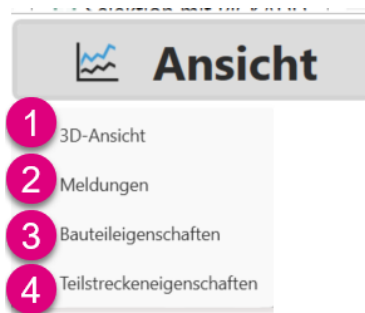 Ansicht
1 3D-Ansicht
2 Meldungen
3 Bauteileigenschaften
4 Teilstreckeneigenschaften